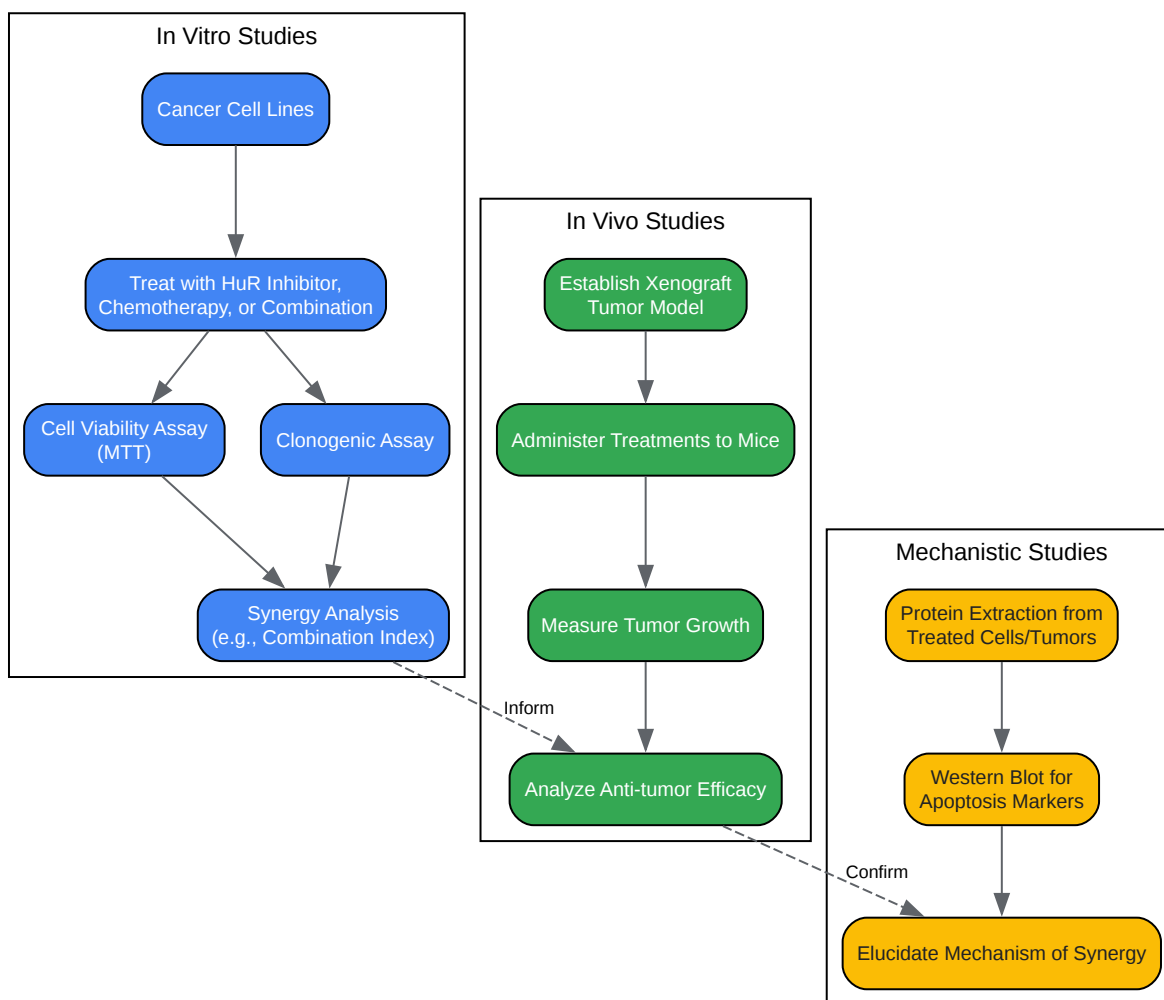 In Vitro Studies
Cancer Cell Lines
Treat with HuR Inhibitor,
Chemotherapy, or Combination
Cell Viability Assay
(MTT)
Clonogenic Assay
Synergy Analysis
(e.g., Combination Index)
Inform
In Vivo Studies
Establish Xenograft
Tumor Model
Administer Treatments to Mice
Measure Tumor Growth
Analyze Anti-tumor Efficacy
Confirm
Mechanistic Studies
Protein Extraction from
Treated Cells/Tumors
Western Blot for
Apoptosis Markers
Elucidate Mechanism of Synergy